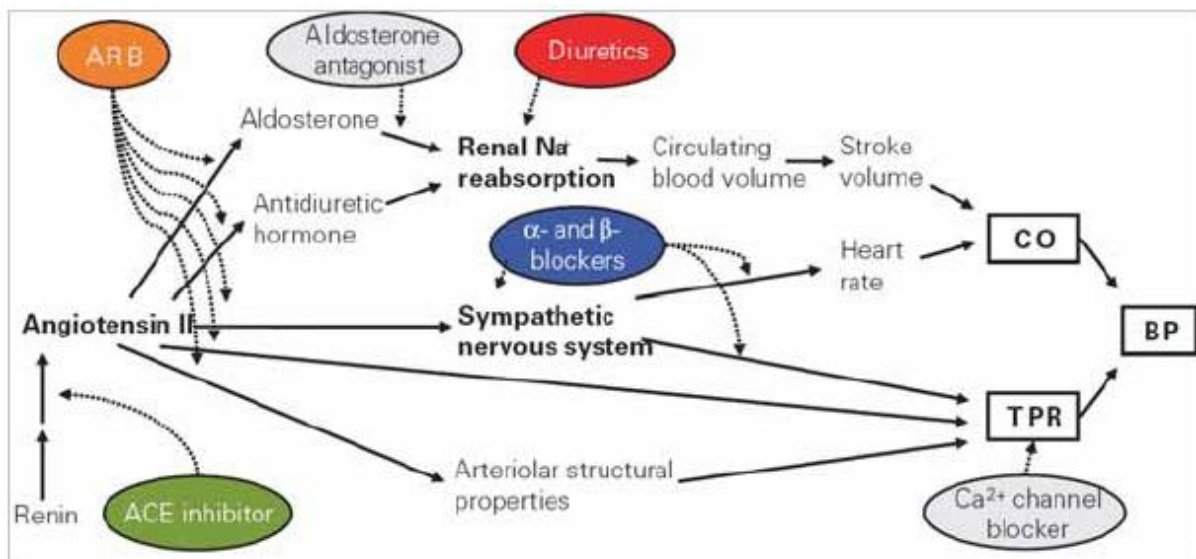 ARB
Aldosterone
antagonist
Diuretics
Aldosterone
Renal Na+
reabsorption
Circulating
blood volume
Stroke
volume
Antidiuretic
hormone
α- and β-
blockers
Heart
rate
CO
Angiotensin II
Sympathetic
nervous system
BP
TPR
Arteriolar structural
properties
Renin
ACE inhibitor
Ca²⁺ channel
blocker